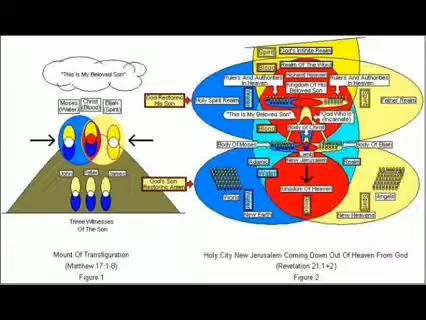 "This Is My Beloved Son"
Moses
(Water)
Christ
(Blood)
Elijah
(Spirit)
John
Peter
James
Three Witnesses
Of The Son
Mount Of Transfiguration
(Matthew 17:1-8)
Figure 1
God Restoring
His Son
God's Son
Restoring Adam
Spirit
God's Infinite Realm
Blood
Realm Of The Word
Highest Heaven
Rulers And Authorities
In Heaven
Kingdom Of His
Beloved Son
Rulers And Authorities
In Heaven
Holy Spirit Realm
Father Realm
"This Is My Beloved Son"
"God Who Is"
(Incarnate)
Blood
Body of Christ
Body Of Moses
Body Of Elijah
Adam's
Realm
New Jerusalem
Water
Kingdom Of Heaven
Angels
New Earth
New Heavens
Holy City New Jerusalem Coming Down Out Of Heaven From God
(Revelation 21:1+2)
Figure 2